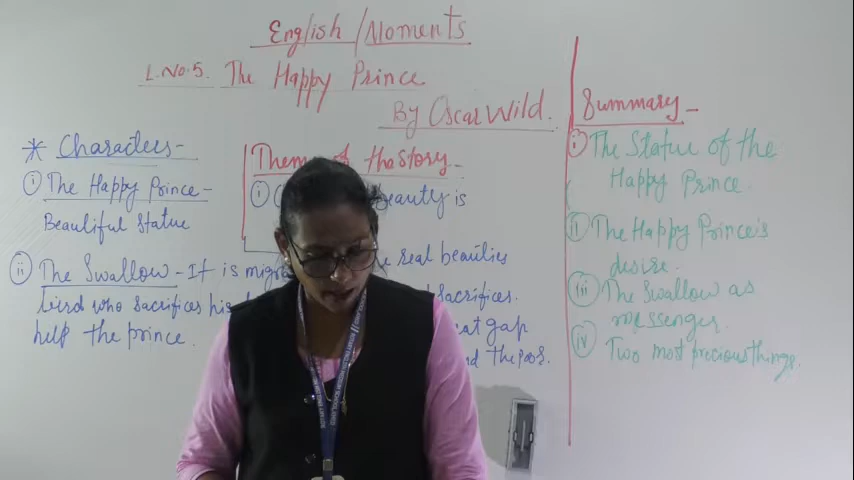 English / Moments
L.No.5. The Happy Prince
By Oscar Wild.
* Characters-
i) The Happy Prince-
Beautiful Statue
ii) The Swallow - It is
bird who sacrifices
help the prince.
Theme of the Story-
i) beauty is
real beauties
sacrifices.
gap
the poor.
Summary-
i) The Statue of the
Happy Prince.
ii) The Happy Prince's
desire.
iii) The Swallow as
messenger.
iv) Two most precious things.